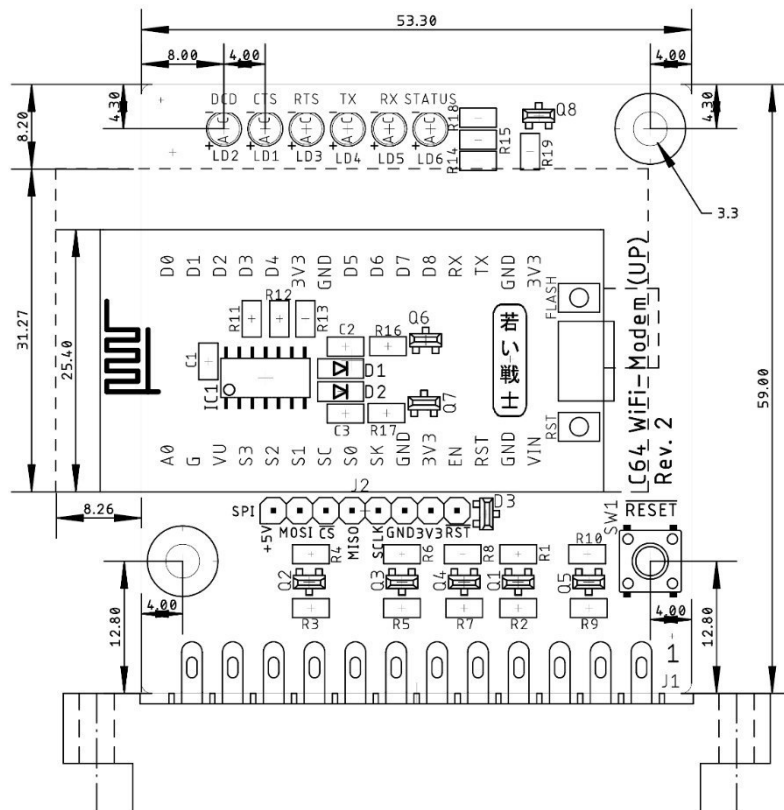 53.30
8.00
4.00
4.00
4.30
8.20
4.30
DCD CTS RTS TX RX STATUS
R18
Q8
R15
R14
R19
A C A C A C A C A C A C
LD2 LD1 LD3 LD4 LD5 LD6
3.3
D0 D1 D2 D3 D4 3V3 GND D5 D6 D7 D8 RX TX GND 3V3
FLASH
C64 WiFi-Modem (UP)
Rev. 2
R11 R12 R13
C2 R16 Q6
若い戦士
C1
IC1
D1
D2
C3 R17 Q7
RST
31.27
25.40
59.00
A0 G VU S3 S2 S1 SC S0 SK GND 3V3 EN RST GND VIN
J2
8.26
SPI
D3
+5V MOSI CS MISO SCLK GND 3V3 RST
SW1
RESET
R4 R6 R8 R1 R10
Q2 Q3 Q4 Q1 Q5
R3 R5 R7 R2 R9
12.80
4.00
4.00
12.80
1
J1